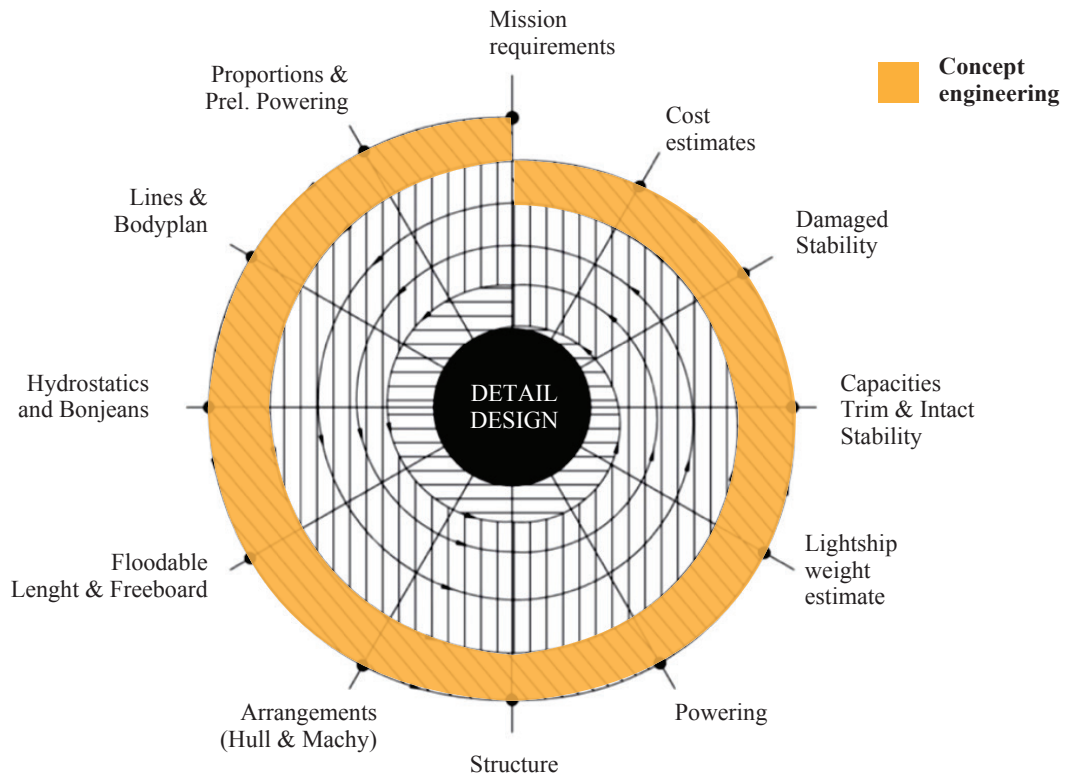 Mission
requirements
Concept
engineering
Proportions &
Prel. Powering
Cost
estimates
Lines &
Bodyplan
Damaged
Stability
Hydrostatics
and Bonjeans
DETAIL
DESIGN
Capacities
Trim & Intact
Stability
Floodable
Lenght & Freeboard
Lightship
weight
estimate
Arrangements
(Hull & Machy)
Powering
Structure